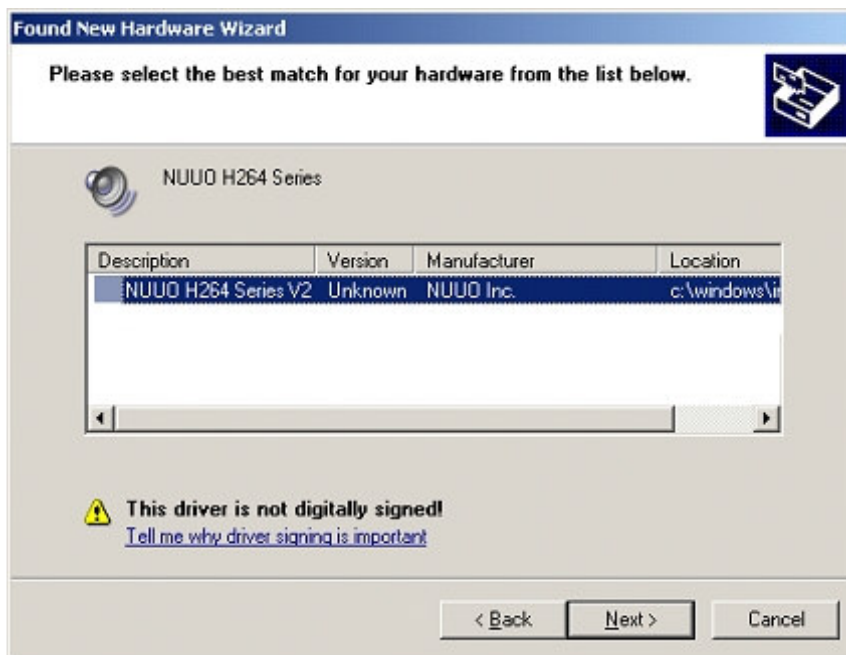 Found New Hardware Wizard
Please select the best match for your hardware from the list below.
NUUO H264 Series
Description Version Manufacturer Location
NUUO H264 Series V2 Unknown NUUO Inc. c:\windows\i
This driver is not digitally signed!
Tell me why driver signing is important
< Back Next > Cancel